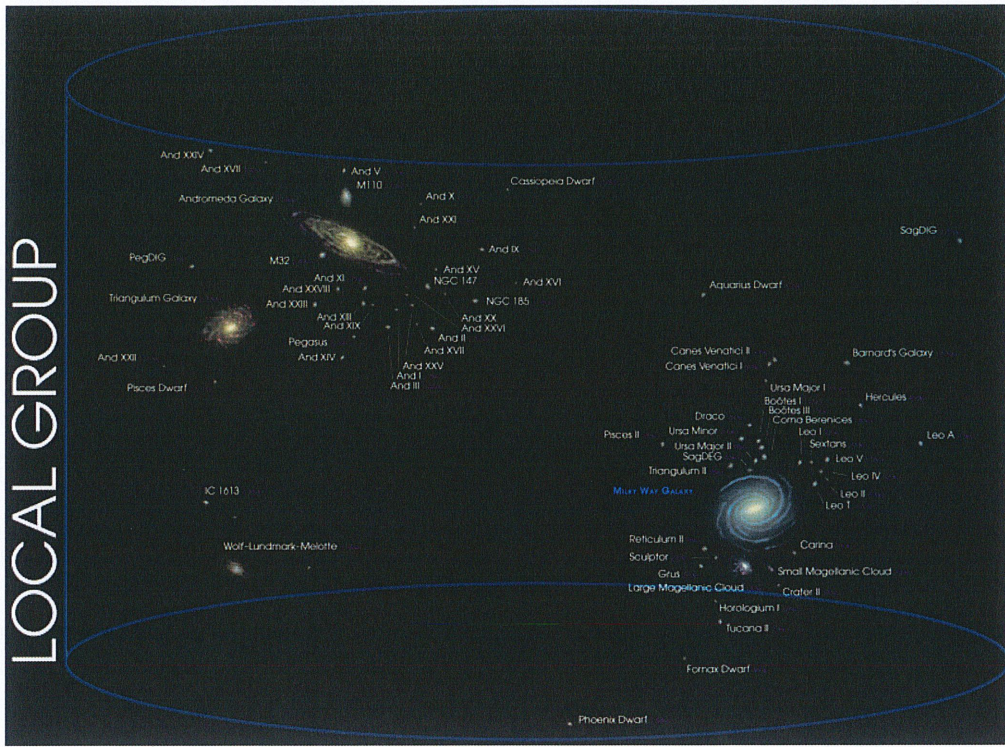 LOCAL GROUP
And XXIV
And XVII
And V
M110
Cassiopeia Dwarf
Andromeda Galaxy
And X
And XXI
SagDIG
And IX
PegDIG
M32
And XV
And XI
NGC 147
And XVI
And XXVIII
Aquarius Dwarf
Triangulum Galaxy
And XXIII
And XIII
NGC 185
And XIX
And XX
And XXVI
Pegasus
And II
And XVII
And XIV
And XXII
And XXV
And I
And III
Pisces Dwarf
Canes Venatici II
Canes Venatici I
Barnard's Galaxy
Ursa Major I
Hercules
Boötes I
Boötes III
Draco
Coma Berenices
Pisces II
Ursa Minor
Leo I
Leo A
Ursa Major II
Sextans
SagDEG
Leo V
Triangulum II
Leo IV
Milky Way Galaxy
Leo II
Leo T
IC 1613
Reticulum II
Carina
Wolf-Lundmark-Melotte
Sculptor
Grus
Small Magellanic Cloud
Large Magellanic Cloud
Crater II
Horologium I
Tucana II
Fornax Dwarf
Phoenix Dwarf